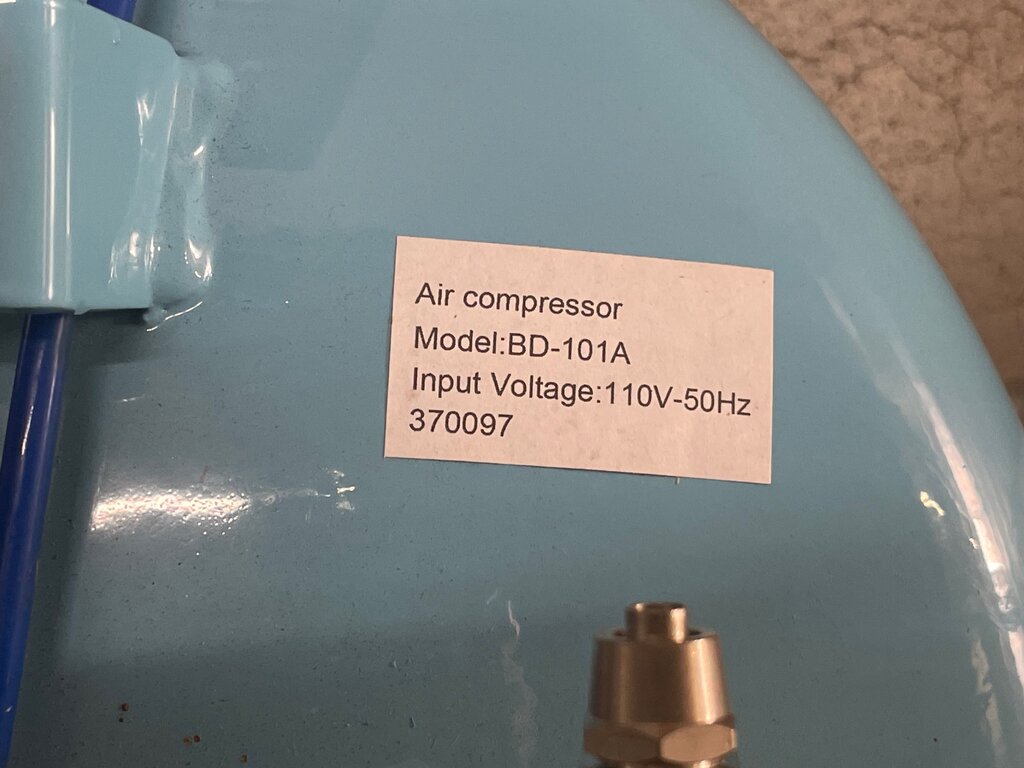 Air compressor
Model:BD-101A
Input Voltage:110V-50Hz
370097